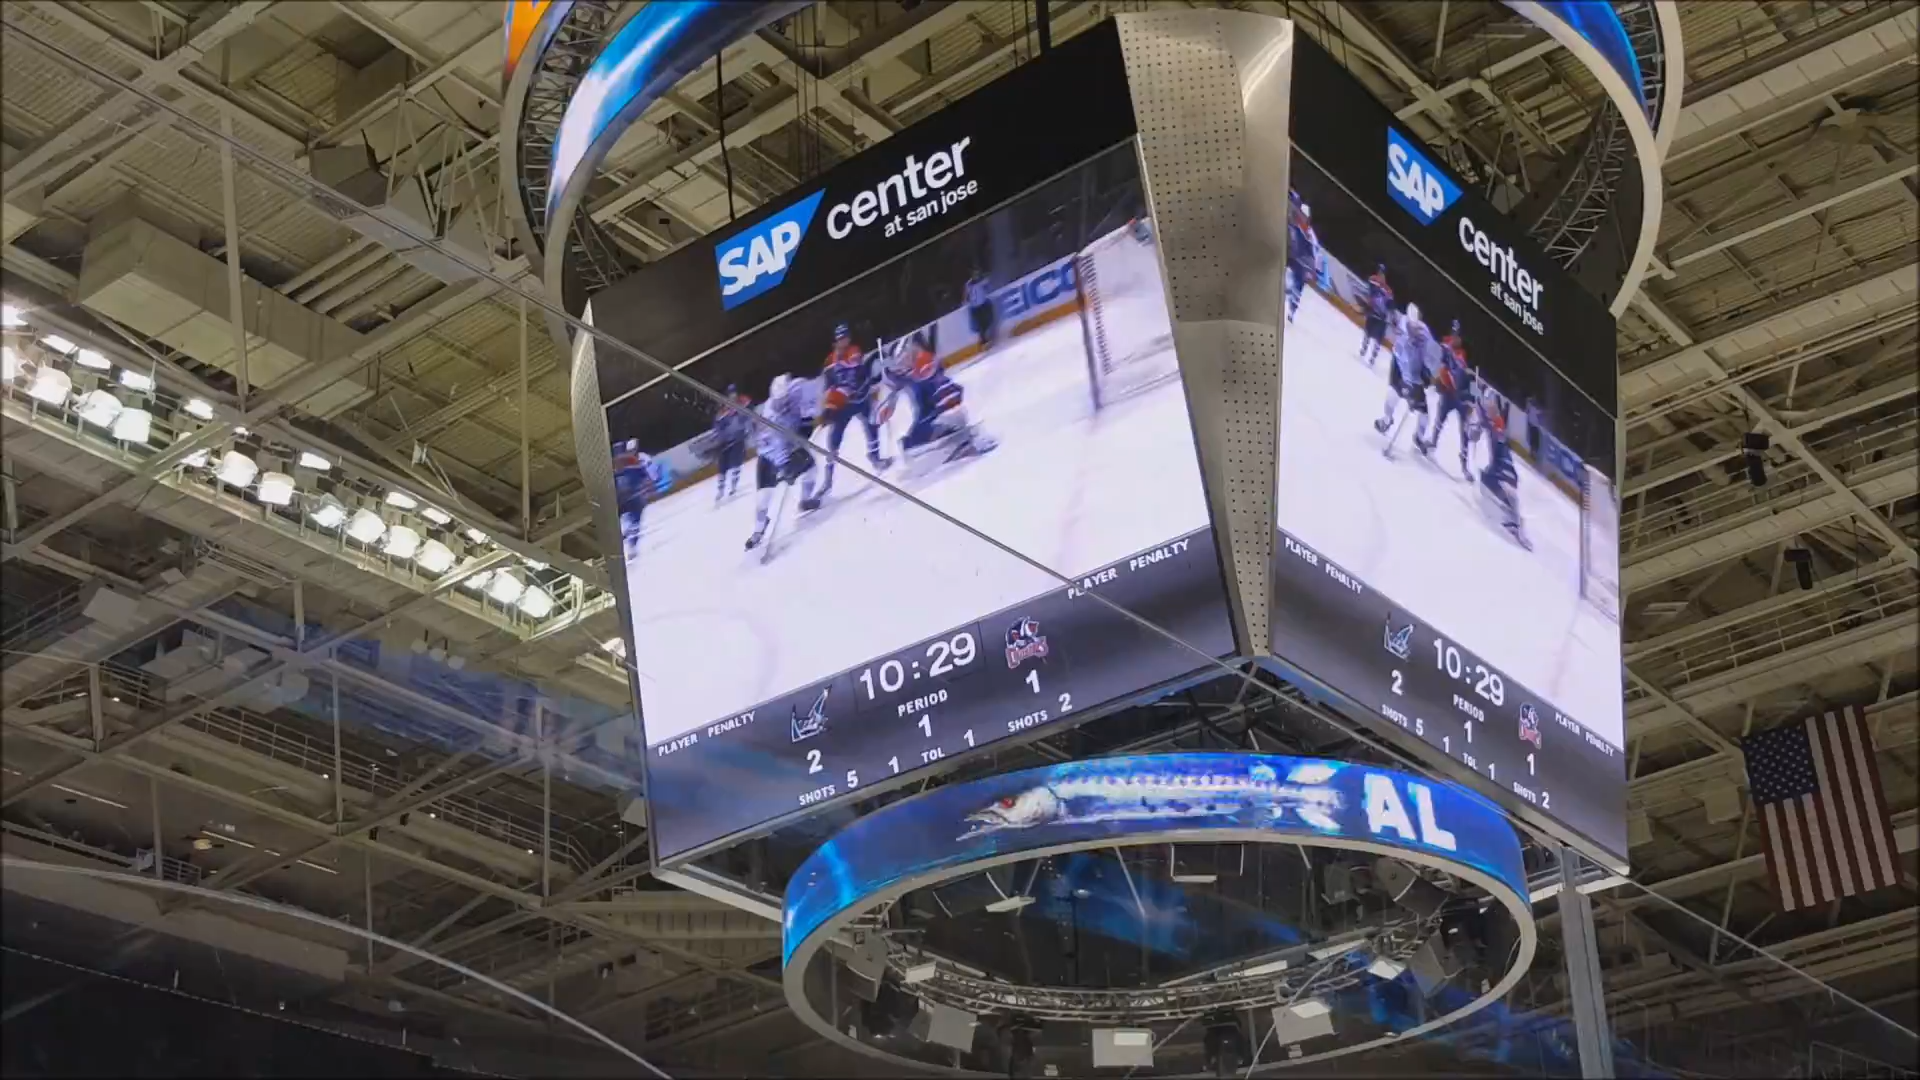 SAP center
at san jose
EICO
PLAYER PENALTY
10:29
PERIOD
1
2
1
SHOTS 5
1 TOL 1
SHOTS 2
PLAYER PENALTY
SAP center
at san jose
PLAYER PENALTY
10:29
PERIOD
1
2
1
SHOTS 5
1 TOL 1
SHOTS 2
PLAYER PENALTY
AL